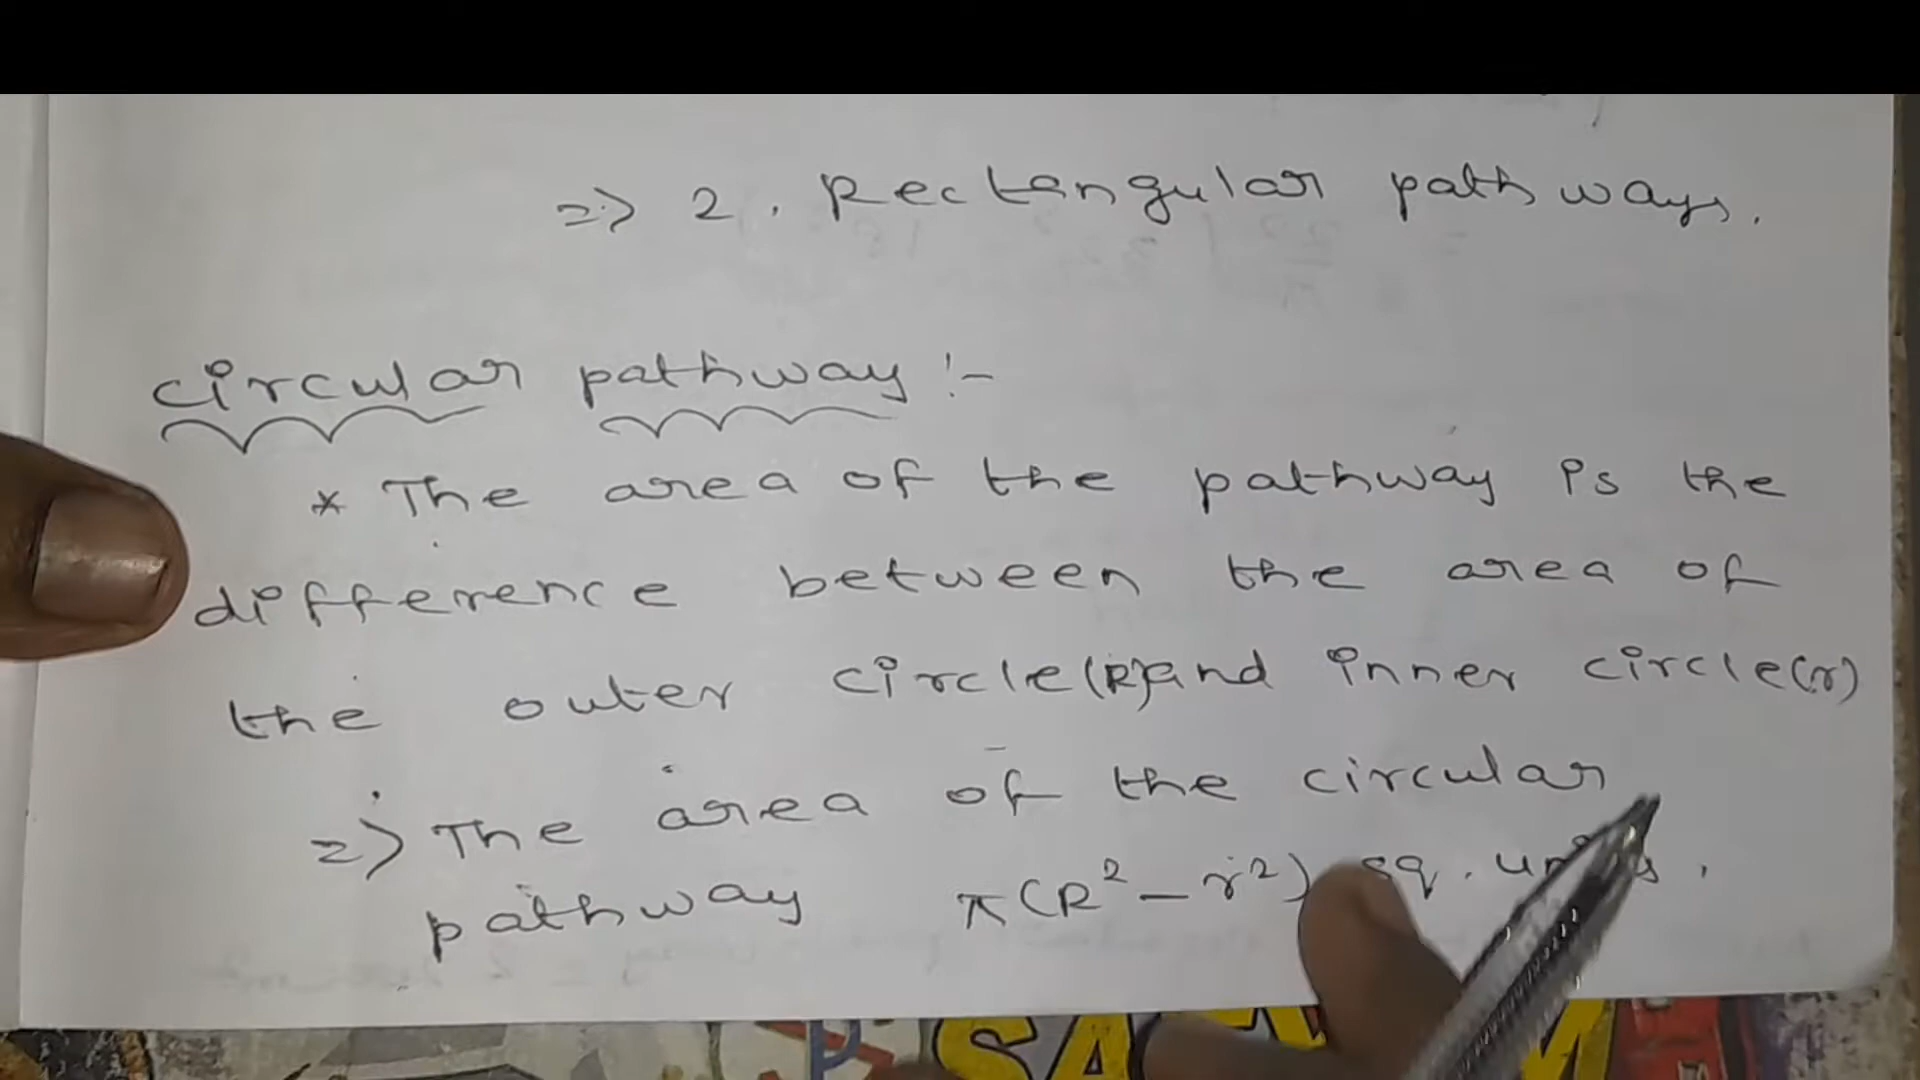 => 2. Rectangular pathways.
Circular pathway :-
* The area of the pathway is the
difference between the area of
the outer circle(R)and inner circle(r)
=> The area of the circular
pathway π(R²-r²) sq. units.